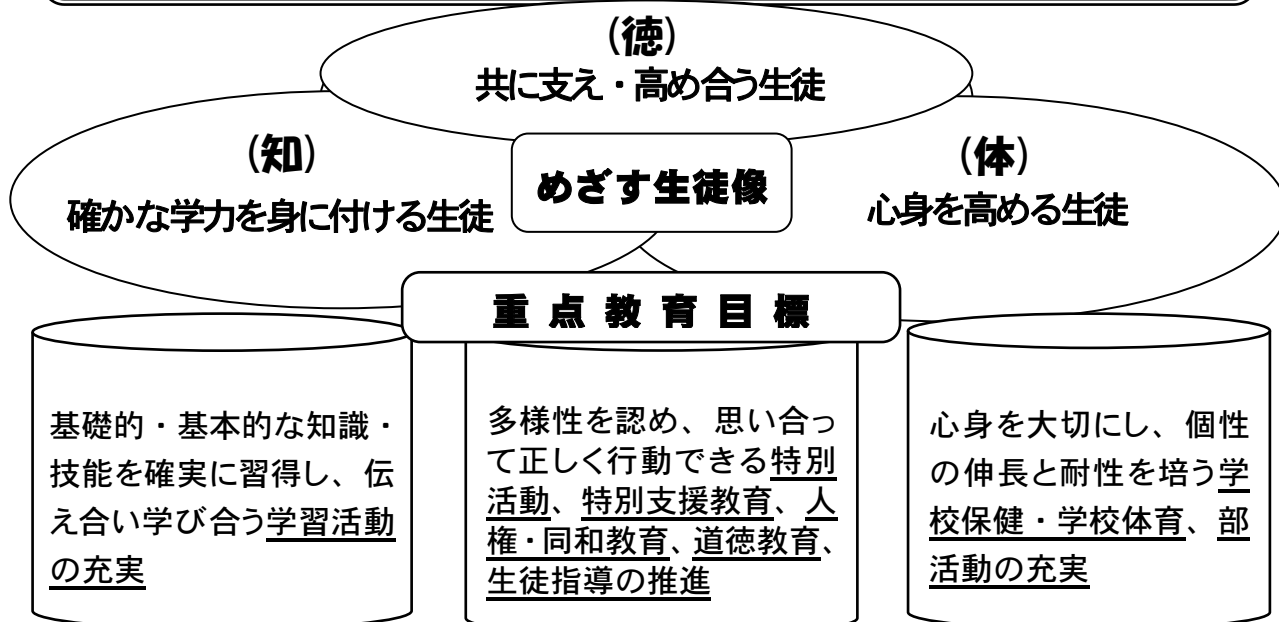 (徳)
共に支え・高め合う生徒
(知)
確かな学力を身に付ける生徒
めざす生徒像
(体)
心身を高める生徒
重点教育目標
基礎的・基本的な知識・
技能を確実に習得し、伝
え合い学び合う学習活動
の充実
多様性を認め、思い合っ
て正しく行動できる特別
活動、特別支援教育、人
権・同和教育、道徳教育、
生徒指導の推進
心身を大切にし、個性
の伸長と耐性を培う学
校保健・学校体育、部
活動の充実